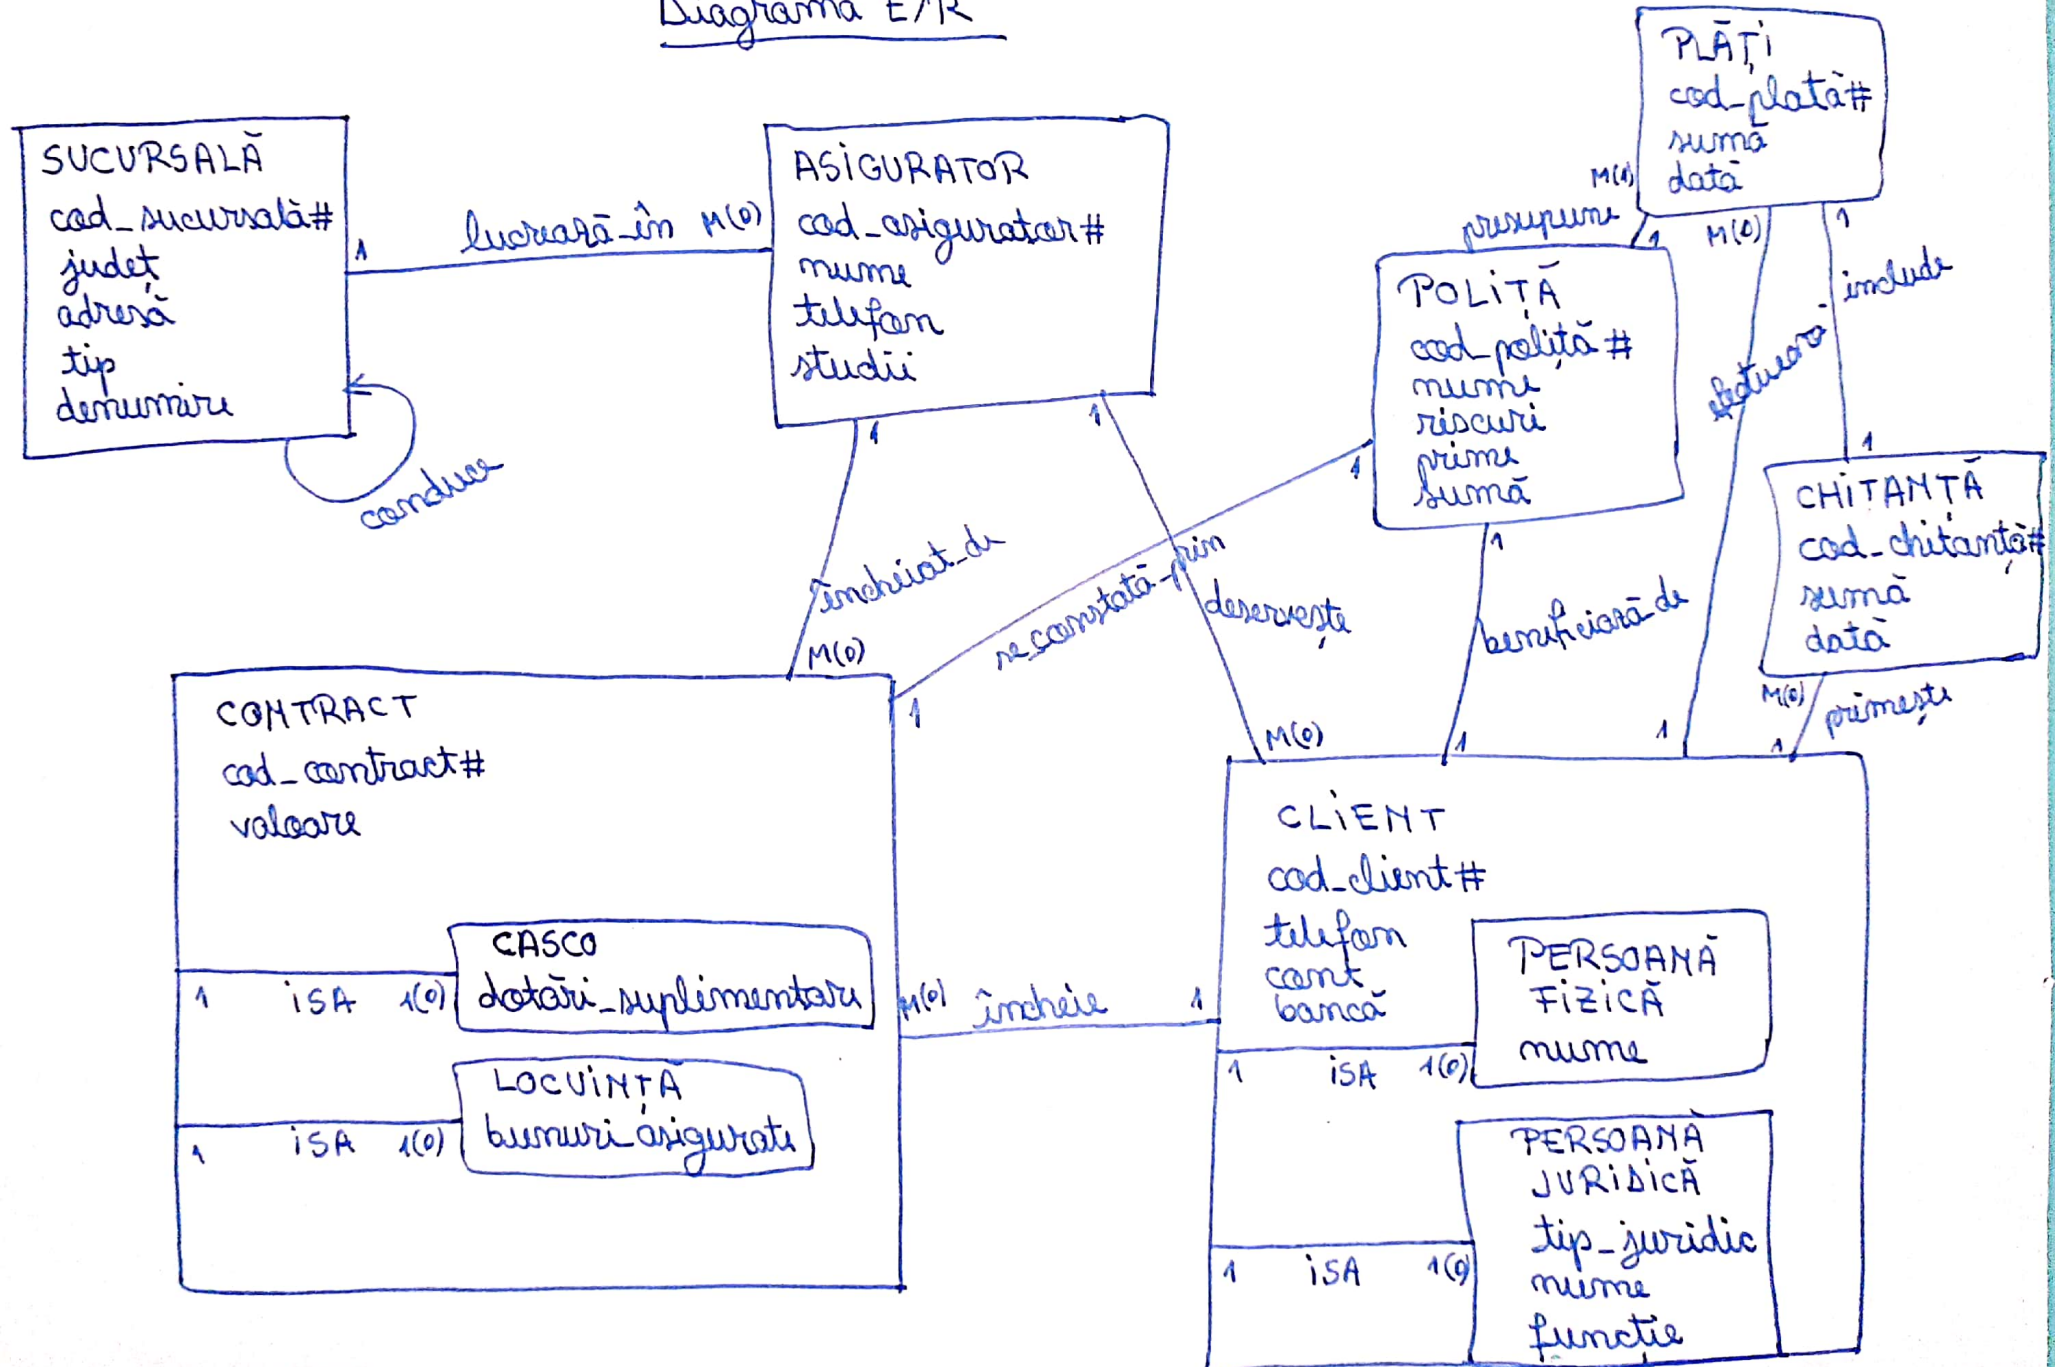 Diagrama E/R
SUCURSALĂ
cod_sucursală#
județ
adresă
tip
denumire
conduce
1 lucrează_în M(0)
ASIGURATOR
cod_asigurator#
nume
telefon
studii
PLĂȚI
cod_plată#
sumă
dată
M(1) presupune 1
POLIȚĂ
cod_poliță#
nume
riscuri
prime
sumă
M(0) efectuează 1
1 include 1
CHITANȚĂ
cod_chitanță#
sumă
dată
M(0) primește 1
1 încheiat_de M(0)
1 se_constată_prin 1
1 deservește M(0)
1 beneficiază_de 1
CONTRACT
cod_contract#
valoare
1 iSA 1(0)
CASCO
dotări_suplimentare
1 iSA 1(0)
LOCUINȚĂ
bunuri_asigurate
M(0) încheie 1
CLIENT
cod_client#
telefon
cont
bancă
1 iSA 1(0)
PERSOANĂ
FIZICĂ
nume
1 iSA 1(0)
PERSOANĂ
JURIDICĂ
tip_juridic
nume
funcție